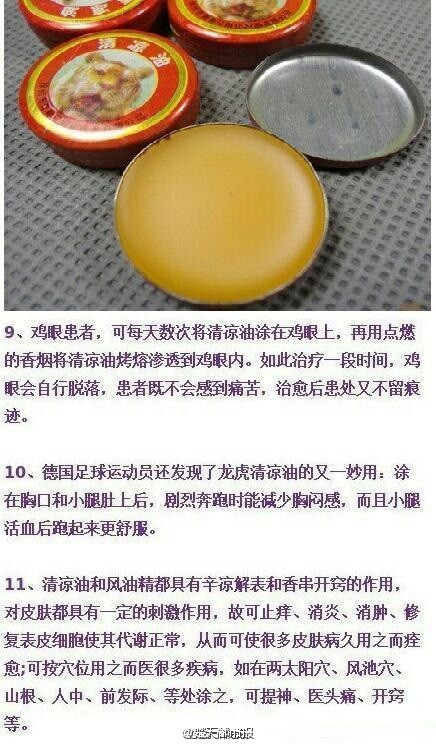 清凉油
9、鸡眼患者，可每天数次将清凉油涂在鸡眼上，再用点燃
的香烟将清凉油烤熔渗透到鸡眼内。如此治疗一段时间，鸡
眼会自行脱落，患者既不会感到痛苦，治愈后患处又不留痕
迹。
10、德国足球运动员还发现了龙虎清凉油的又一妙用：涂
在胸口和小腿肚上后，剧烈奔跑时能减少胸闷感，而且小腿
活血后跑起来更舒服。
11、清凉油和风油精都具有辛凉解表和香串开窍的作用，
对皮肤都具有一定的刺激作用，故可止痒、消炎、消肿、修
复表皮细胞使其代谢正常，从而可使很多皮肤病久用之而痊
愈;可按穴位用之而医很多疾病，如在两太阳穴、风池穴、
山根、人中、前发际、等处涂之，可提神、医头痛、开窍
等。